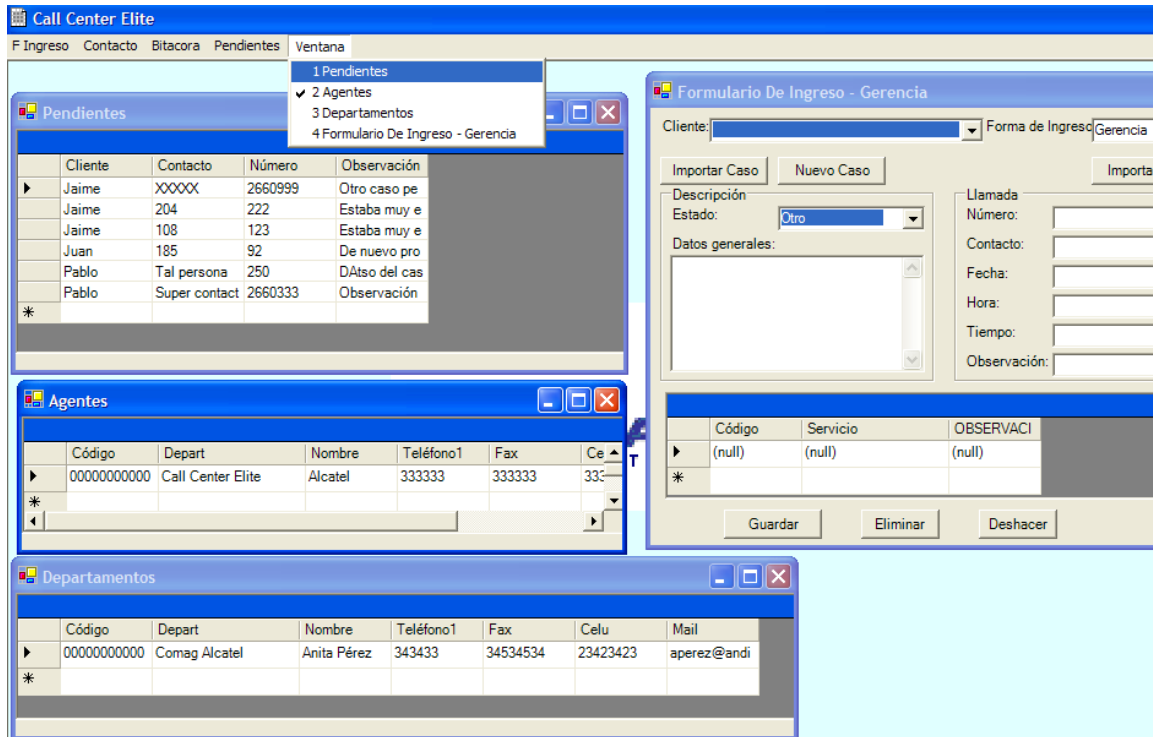 Call Center Elite
F Ingreso Contacto Bitacora Pendientes Ventana
1 Pendientes
2 Agentes
3 Departamentos
4 Formulario De Ingreso - Gerencia
Pendientes
Cliente Contacto Número Observación
Jaime XXXXX 2660999 Otro caso pe
Jaime 204 222 Estaba muy e
Jaime 108 123 Estaba muy e
Juan 185 92 De nuevo pro
Pablo Tal persona 250 DAtso del cas
Pablo Super contact 2660333 Observación
Formulario De Ingreso - Gerencia
Cliente: Forma de Ingreso Gerencia
Importar Caso Nuevo Caso Importa
Descripción
Estado: Otro
Datos generales:
Llamada
Número:
Contacto:
Fecha:
Hora:
Tiempo:
Observación:
Código Servicio OBSERVACI
(null) (null) (null)
Guardar Eliminar Deshacer
Agentes
Código Depart Nombre Teléfono1 Fax Ce
00000000000 Call Center Elite Alcatel 333333 333333 333
T
Departamentos
Código Depart Nombre Teléfono1 Fax Celu Mail
00000000000 Comag Alcatel Anita Pérez 343433 34534534 23423423 aperez@andi